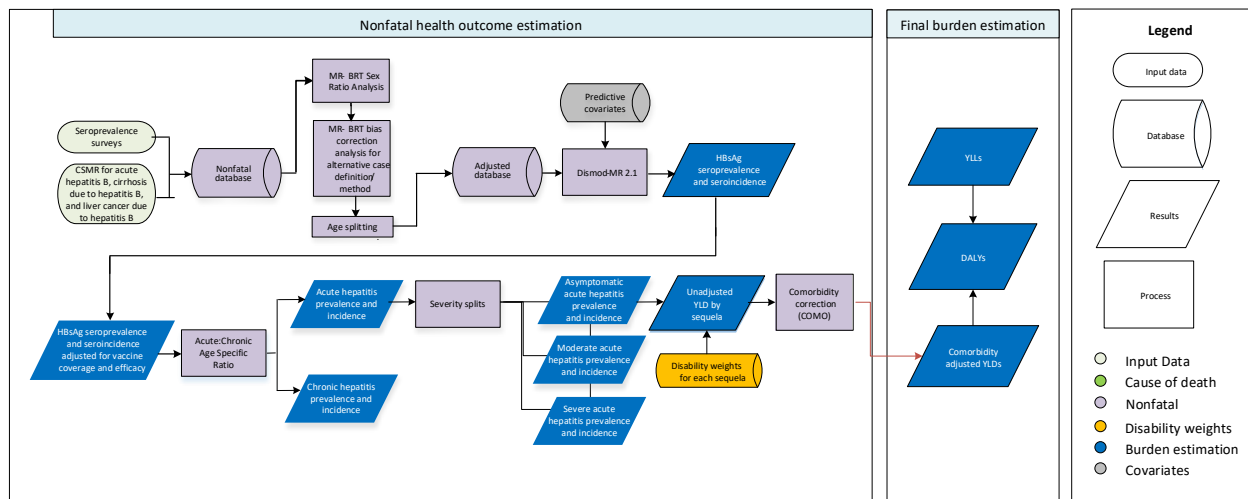 Nonfatal health outcome estimation
Final burden estimation
Legend
Seroprevalence
surveys
CSMR for acute
hepatitis B, cirrhosis
due to hepatitis B,
and liver cancer due
to hepatitis B
Nonfatal
database
MR- BRT Sex
Ratio Analysis
MR- BRT bias
correction
analysis for
alternative case
definition/
method
Age splitting
Adjusted
database
Predictive
covariates
Dismod-MR 2.1
HBsAg
seroprevalence
and seroincidence
HBsAg seroprevalence
and seroincidence
adjusted for vaccine
coverage and efficacy
Acute:Chronic
Age Specific
Ratio
Acute hepatitis
prevalence and
incidence
Chronic hepatitis
prevalence and
incidence
Severity splits
Asymptomatic
acute hepatitis
prevalence and
incidence
Moderate acute
hepatitis prevalence
and incidence
Severe acute
hepatitis prevalence
and incidence
Unadjusted
YLD by
sequela
Disability weights
for each sequela
Comorbidity
correction
(COMO)
YLLs
DALYs
Comorbidity
adjusted YLDs
Input data
Database
Results
Process
Input Data
Cause of death
Nonfatal
Disability weights
Burden estimation
Covariates